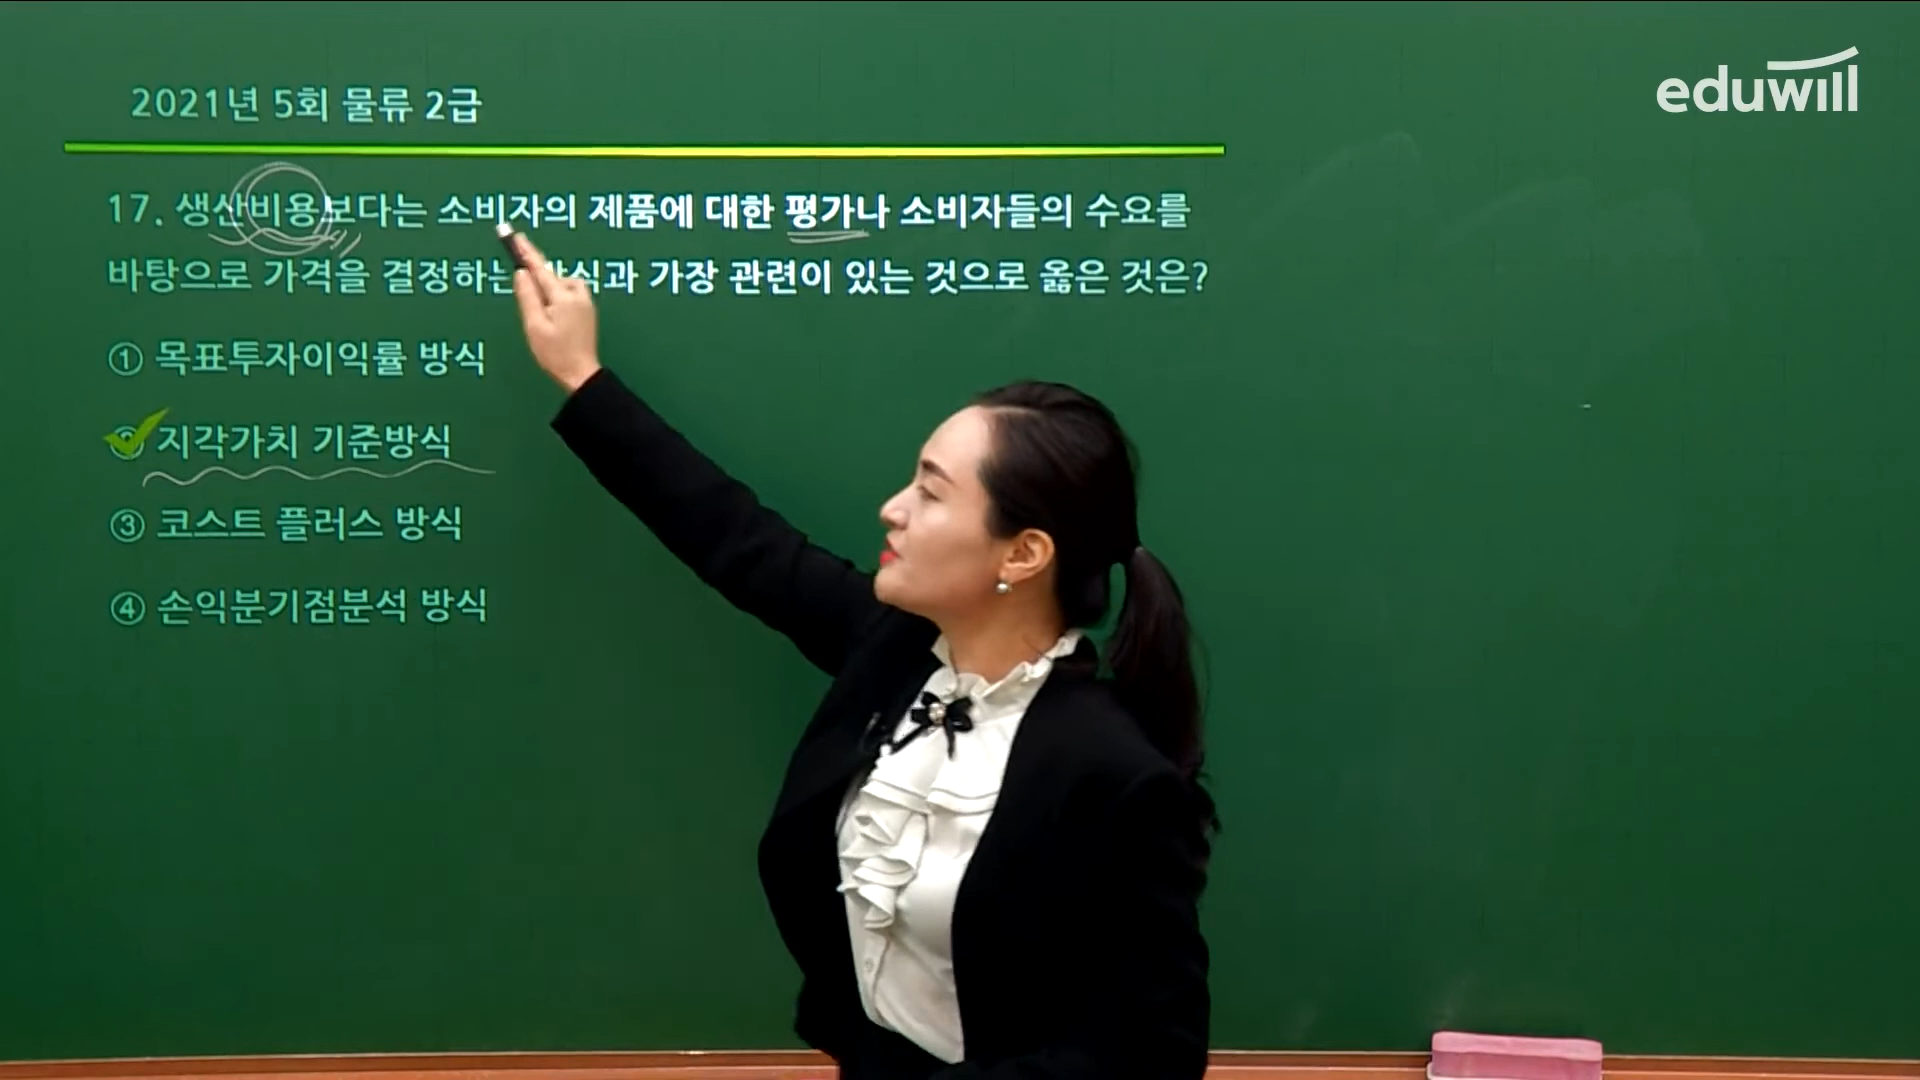 eduwill
2021년 5회 물류 2급
17. 생산비용보다는 소비자의 제품에 대한 평가나 소비자들의 수요를
바탕으로 가격을 결정하는 방식과 가장 관련이 있는 것으로 옳은 것은?
① 목표투자이익률 방식
② 지각가치 기준방식
③ 코스트 플러스 방식
④ 손익분기점분석 방식